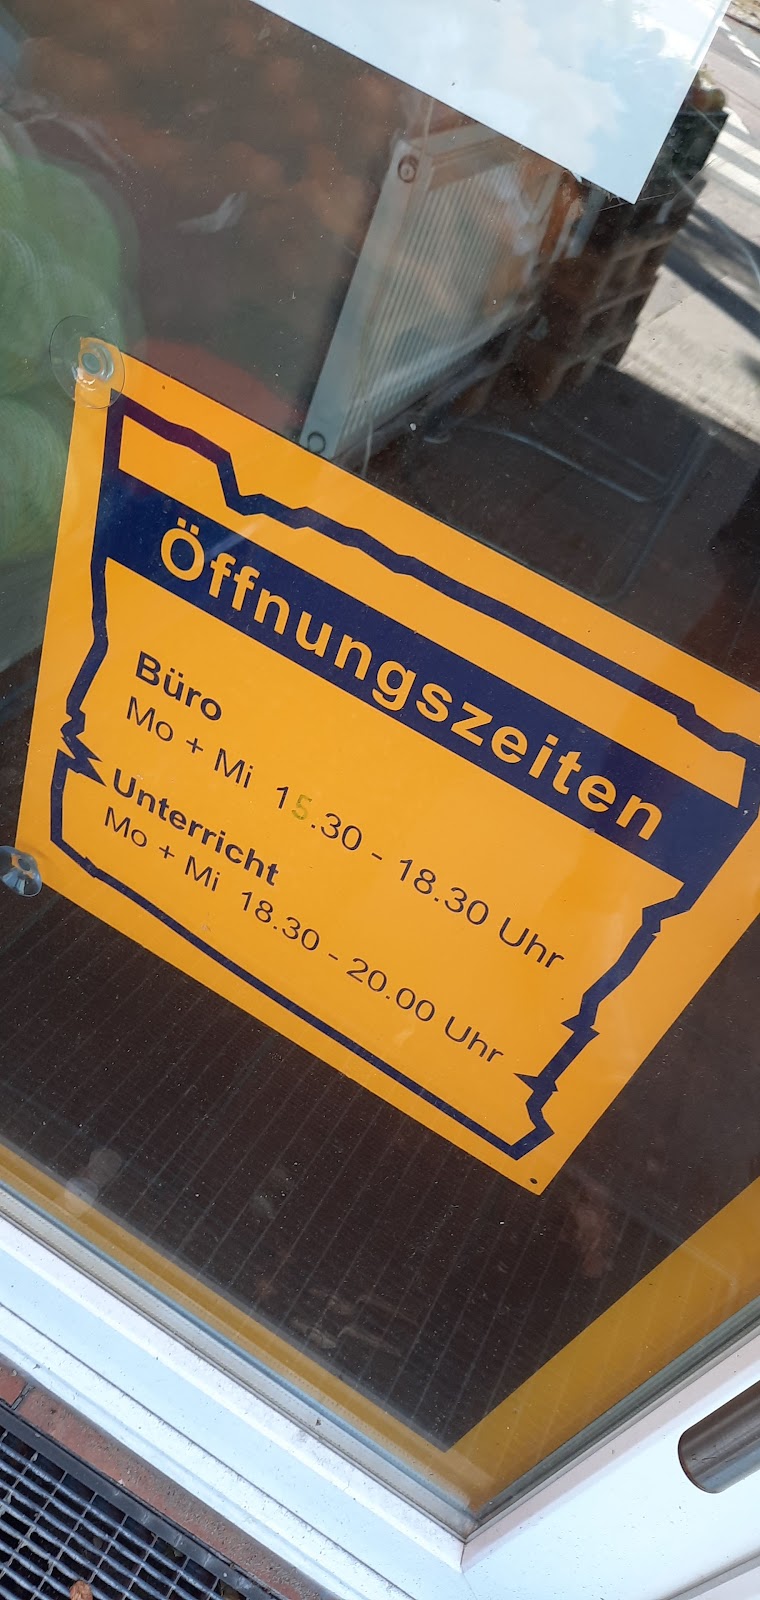 Öffnungszeiten
Büro
Mo + Mi 15.30 - 18.30 Uhr
Unterricht
Mo + Mi 18.30 - 20.00 Uhr